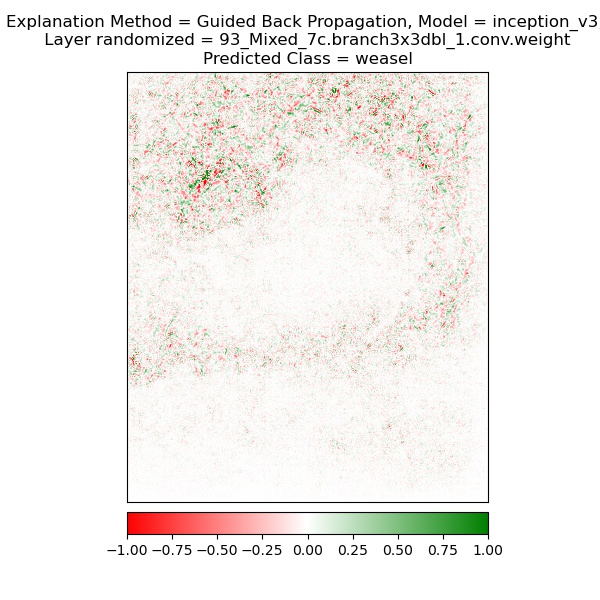 Explanation Method = Guided Back Propagation, Model = inception_v3
Layer randomized = 93_Mixed_7c.branch3x3dbl_1.conv.weight
Predicted Class = weasel
−1.00 −0.75 −0.50 −0.25 0.00 0.25 0.50 0.75 1.00